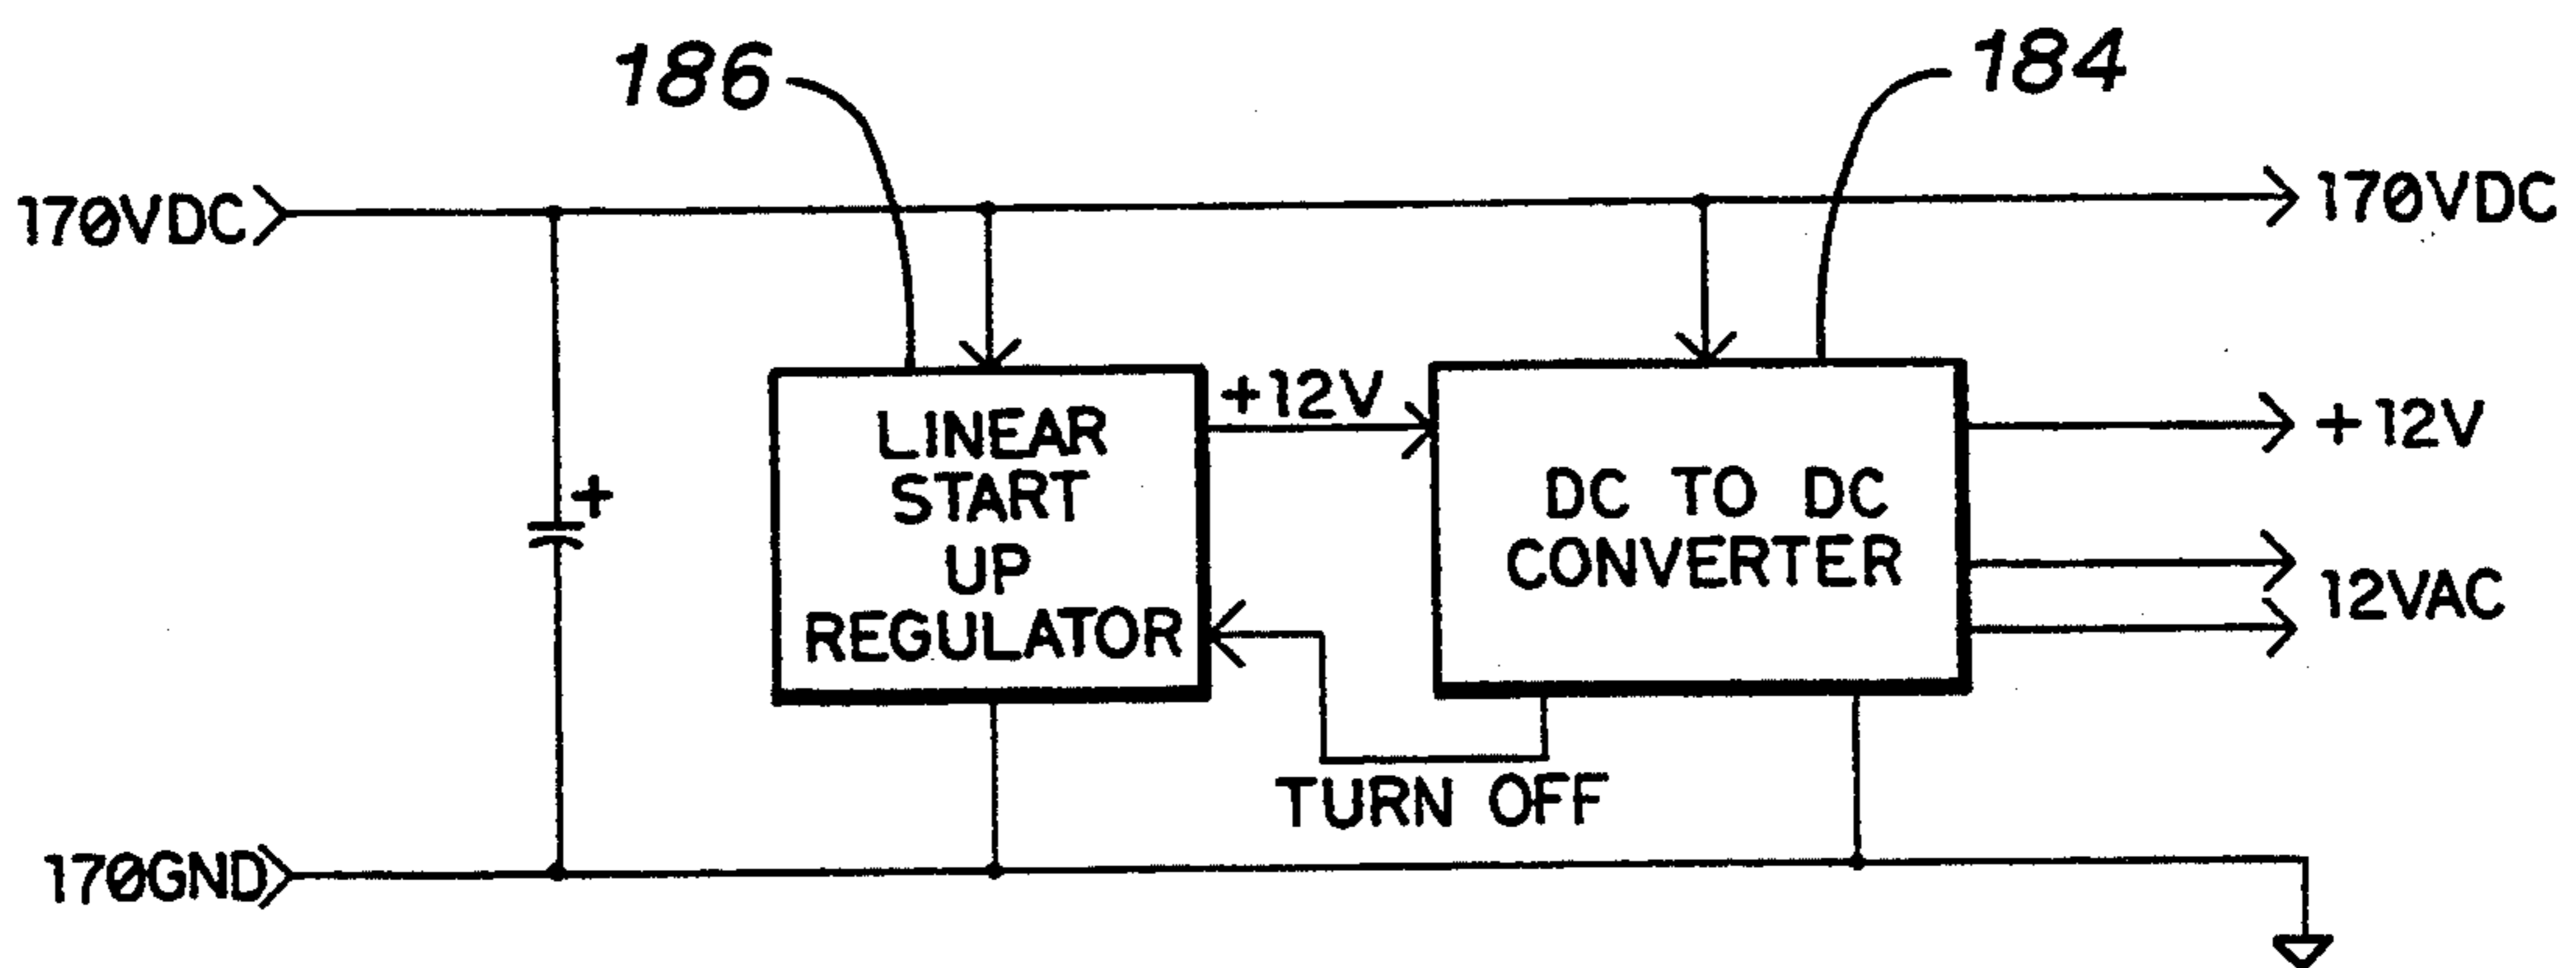 186
184
170VDC
170VDC
+12V
LINEAR
START
UP
REGULATOR
DC TO DC
CONVERTER
+12V
12VAC
TURN OFF
170GND